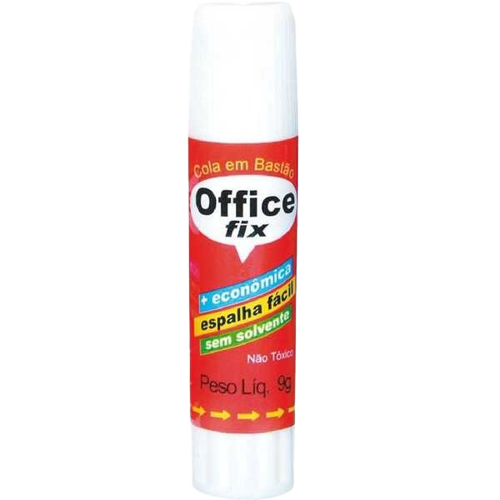 Cola em Bastão
Office
fix
+ econômica
espalha fácil
sem solvente
Não Tóxico
Peso Líq. 9g